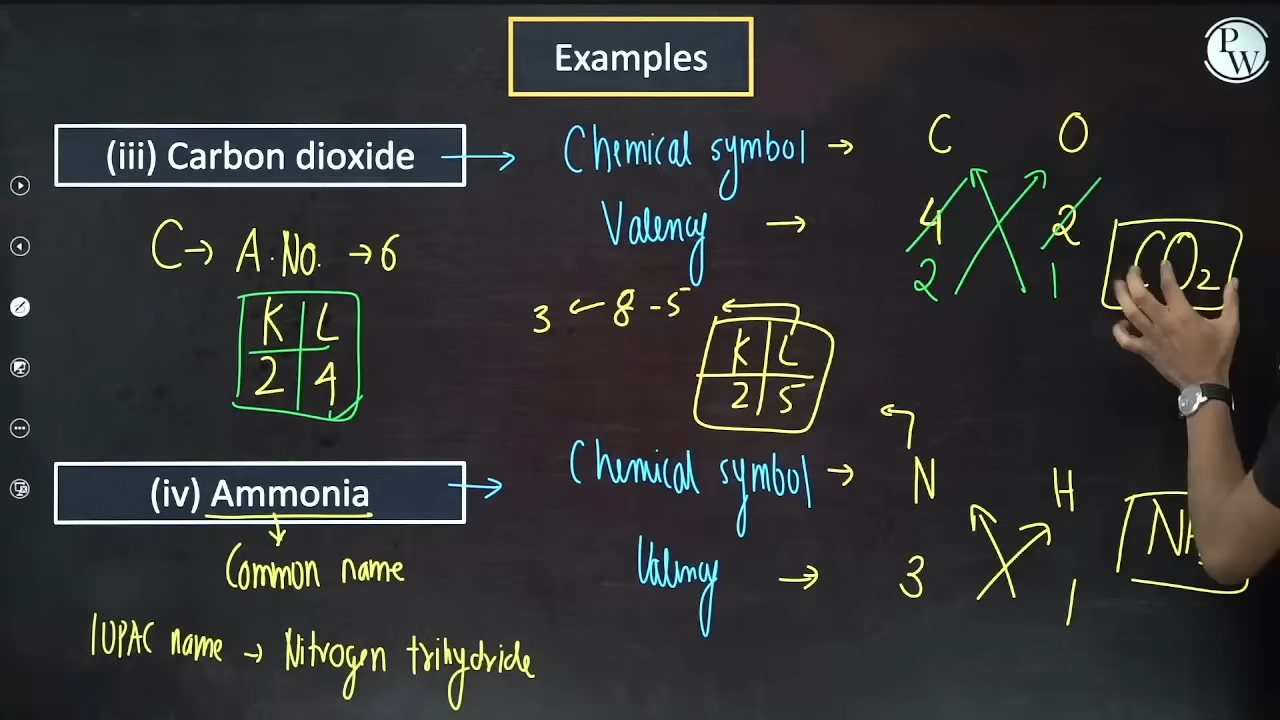 Examples
PW
(iii) Carbon dioxide → Chemical symbol → C O
Valency → 4 2
2 1
CO₂
C → A.No. → 6
K L
2 4
3 ← 8 - 5
K L
2 5
(iv) Ammonia → Chemical symbol → N H
Common name
Valency → 3 1
IUPAC name → Nitrogen trihydride